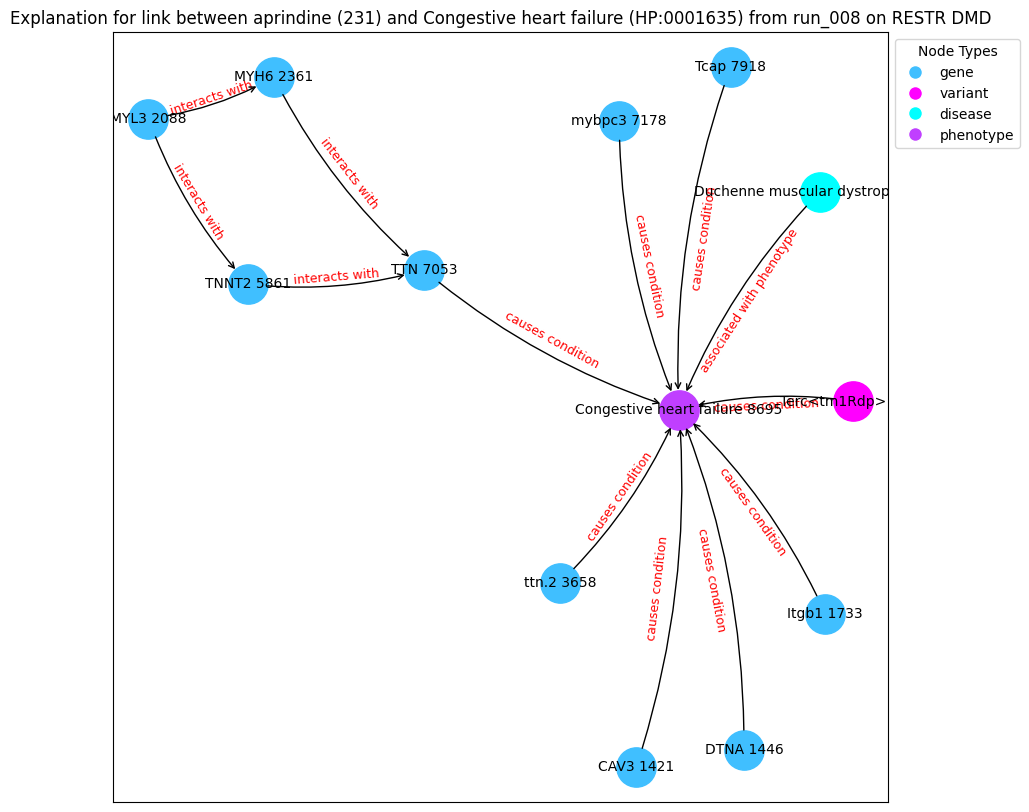 Explanation for link between aprindine (231) and Congestive heart failure (HP:0001635) from run_008 on RESTR DMD
Node Types
gene
variant
disease
phenotype
Tcap 7918
MYH6 2361
MYL3 2088
mybpc3 7178
interacts with
interacts with
interacts with
Duchenne muscular dystrop
causes condition
causes condition
associated with phenotype
TTN 7053
TNNT2 5861
interacts with
causes condition
Terc<tm1Rdp>
causes condition
Congestive heart failure 8695
causes condition
causes condition
causes condition
causes condition
ttn.2 3658
Itgb1 1733
DTNA 1446
CAV3 1421